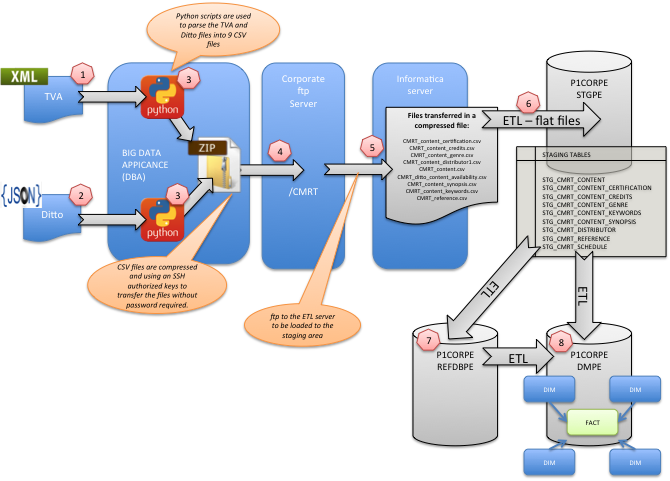 Python scripts are used
to parse the TVA and
Ditto files into 9 CSV
files
XML
1
TVA
3
python
BIG DATA
APPICANCE
(DBA)
ZIP
{JSON}
2
Ditto
3
python
CSV files are compressed
and using an SSH
authorized keys to
transfer the files without
password required.
Corporate
ftp
Server
4
/CMRT
5
ftp to the ETL server
to be loaded to the
staging area
Informatica
server
Files transferred in a
compressed file:
CMRT_content_certification.csv
CMRT_content_credits.csv
CMRT_content_genre.csv
CMRT_content_distributor1.csv
CMRT_content.csv
CMRT_ditto_content_availability.csv
CMRT_content_synopsis.csv
CMRT_content_keywords.csv
CMRT_reference.csv
6
ETL – flat files
P1CORPE
STGPE
STAGING TABLES
STG_CMRT_CONTENT
STG_CMRT_CONTENT_CERTIFICATION
STG_CMRT_CONTENT_CREDITS
STG_CMRT_CONTENT_GENRE
STG_CMRT_CONTENT_KEYWORDS
STG_CMRT_CONTENT_SYNOPSIS
STG_CMRT_DISTRIBUTOR
STG_CMRT_REFERENCE
STG_CMRT_SCHEDULE
ETL
ETL
7
P1CORPE
REFDBPE
ETL
8
P1CORPE
DMPE
DIM
DIM
FACT
DIM
DIM